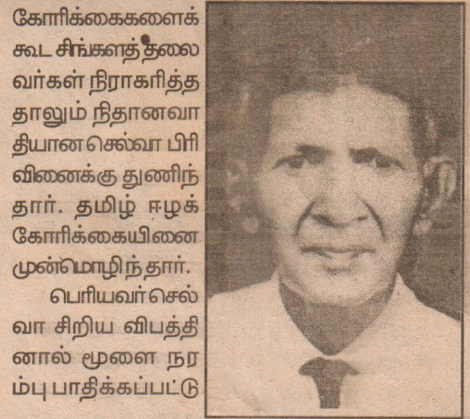 கோரிக்கைகளைக்
கூட சிங்களத் தலை
வர்கள் நிராகரித்த
தாலும் நிதானவா
தியான செல்வா பிரி
வினைக்கு துணிந்
தார். தமிழ் ஈழக்
கோரிக்கையினை
முன்மொழிந்தார்.
பெரியவர் செல்
வா சிறிய விபத்தி
னால் மூளை நர
ம்பு பாதிக்கப்பட்டு